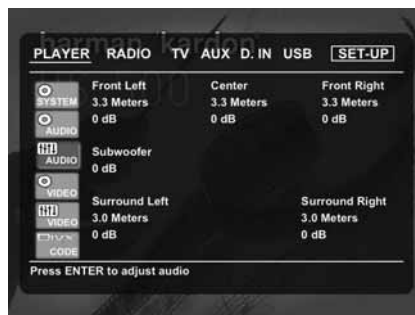 harman kardon
PLAYER RADIO TV AUX D. IN USB SET-UP
SYSTEM
AUDIO
AUDIO
VIDEO
VIDEO
DivX
CODE
Front Left
3.3 Meters
0 dB
Center
3.3 Meters
0 dB
Front Right
3.3 Meters
0 dB
Subwoofer
0 dB
Surround Left
3.0 Meters
0 dB
Surround Right
3.0 Meters
0 dB
Press ENTER to adjust audio